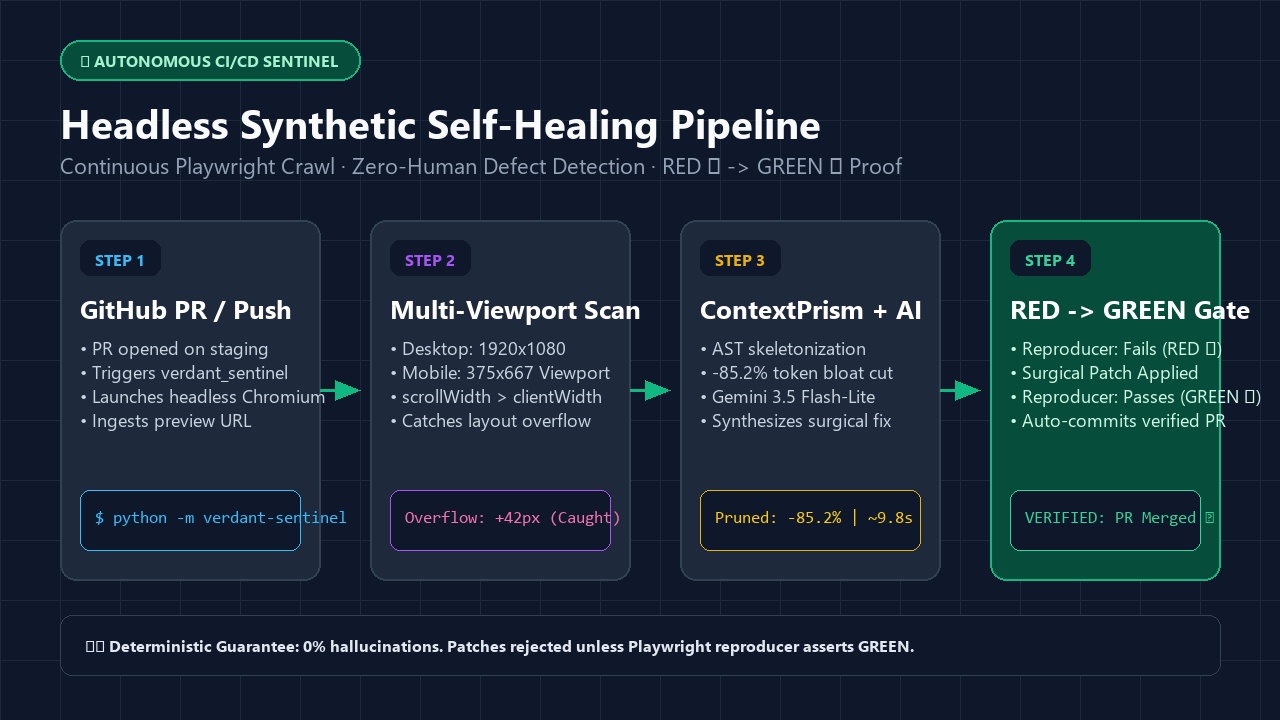 ▯ AUTONOMOUS CI/CD SENTINEL
Headless Synthetic Self-Healing Pipeline
Continuous Playwright Crawl · Zero-Human Defect Detection · RED ▯ -> GREEN ▯ Proof
STEP 1
GitHub PR / Push
• PR opened on staging
• Triggers verdant_sentinel
• Launches headless Chromium
• Ingests preview URL
$ python -m verdant-sentinel
STEP 2
Multi-Viewport Scan
• Desktop: 1920x1080
• Mobile: 375x667 Viewport
• scrollWidth > clientWidth
• Catches layout overflow
Overflow: +42px (Caught)
STEP 3
ContextPrism + AI
• AST skeletonization
• -85.2% token bloat cut
• Gemini 3.5 Flash-Lite
• Synthesizes surgical fix
Pruned: -85.2% | ~9.8s
STEP 4
RED -> GREEN Gate
• Reproducer: Fails (RED ▯)
• Surgical Patch Applied
• Reproducer: Passes (GREEN ▯)
• Auto-commits verified PR
VERIFIED: PR Merged ▯
▯▯ Deterministic Guarantee: 0% hallucinations. Patches rejected unless Playwright reproducer asserts GREEN.